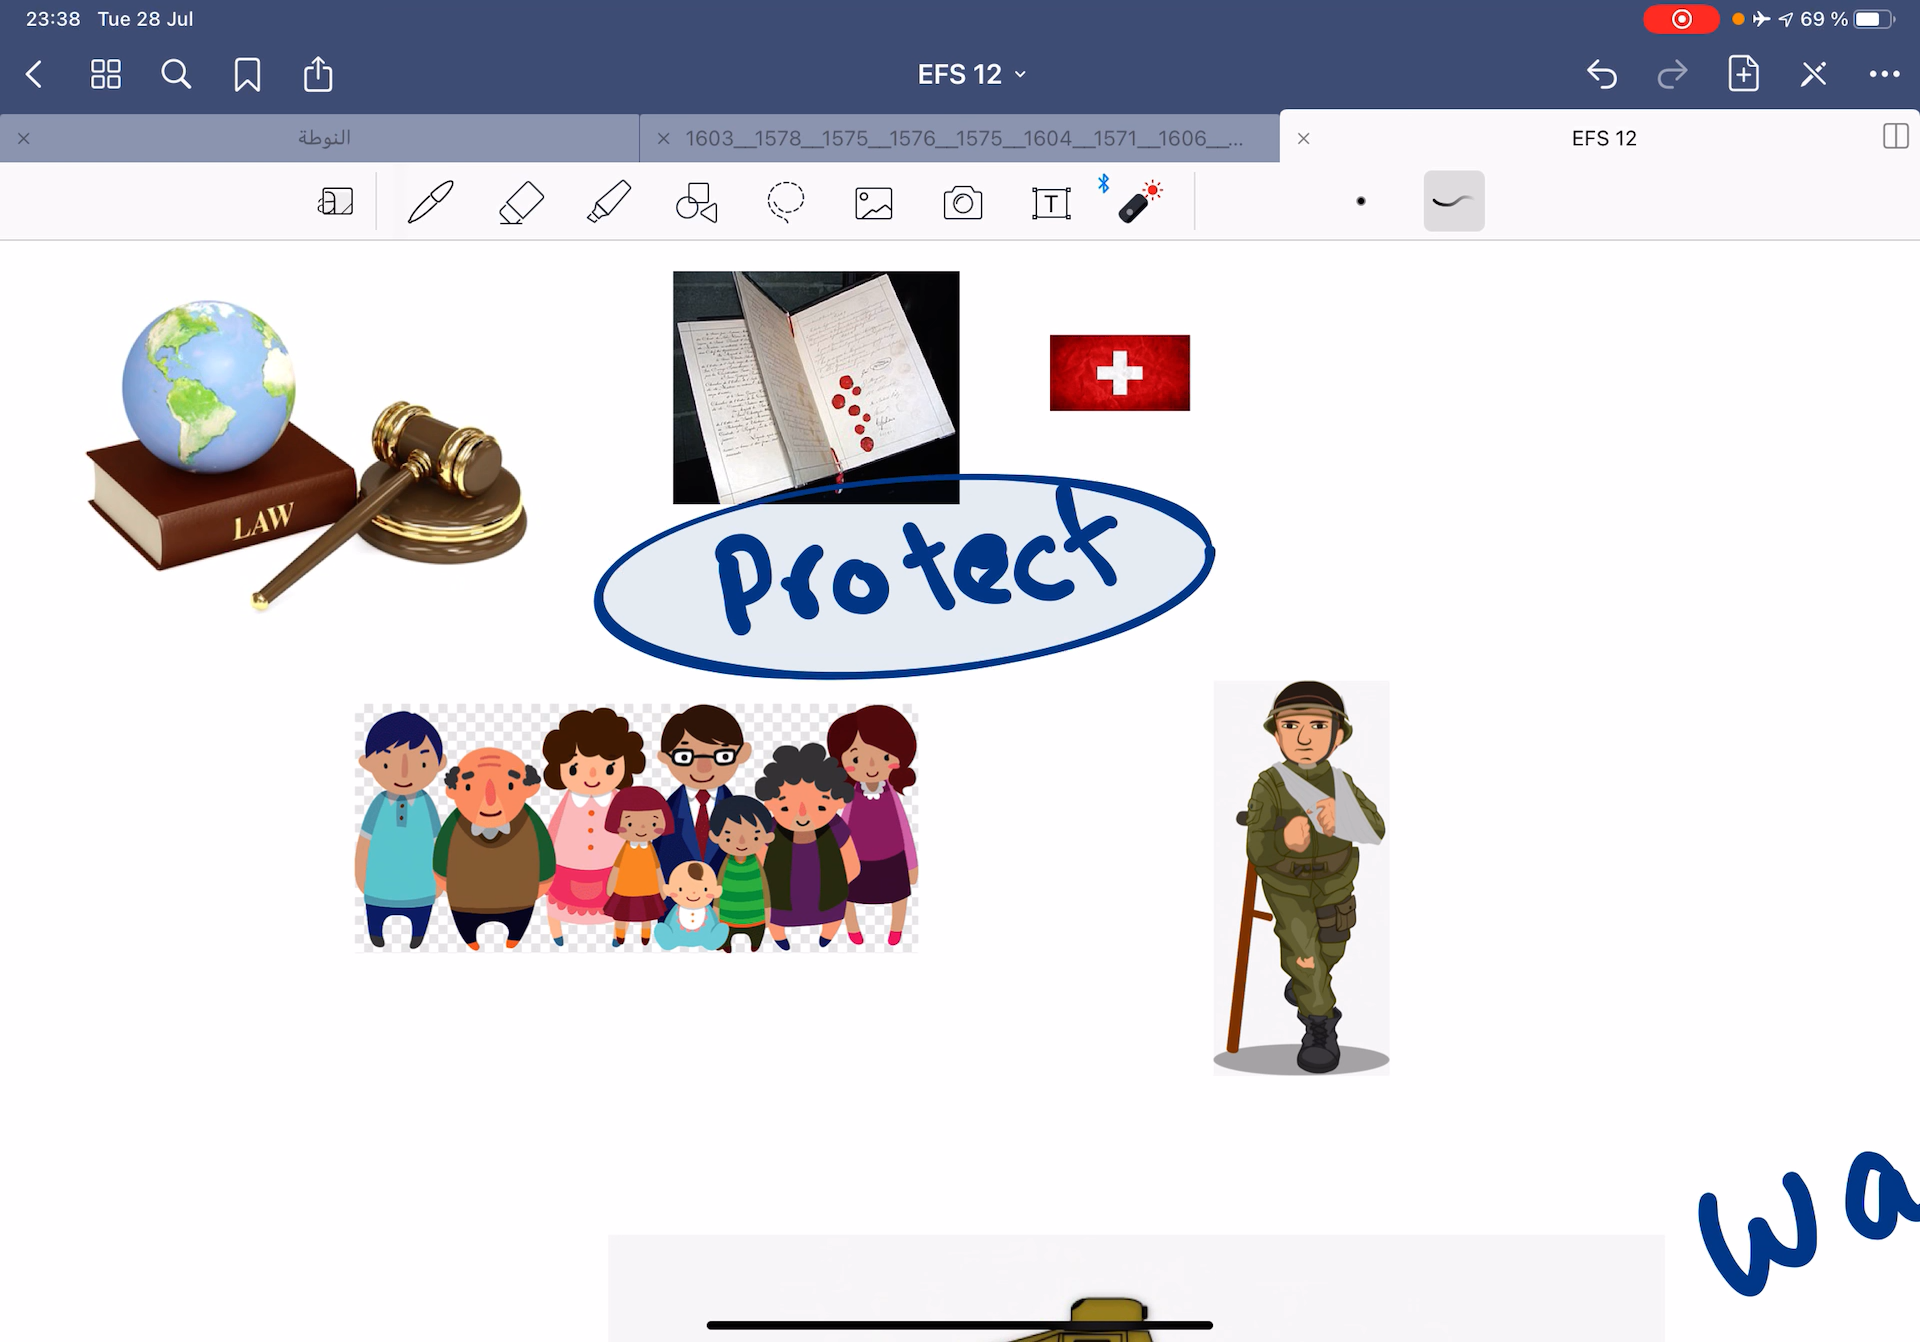 23:38 Tue 28 Jul
69 %
EFS 12
النوطة
1603__1578__1575__1576__1575__1604__1571__1606__...
EFS 12
T
LAW
Protect
wa